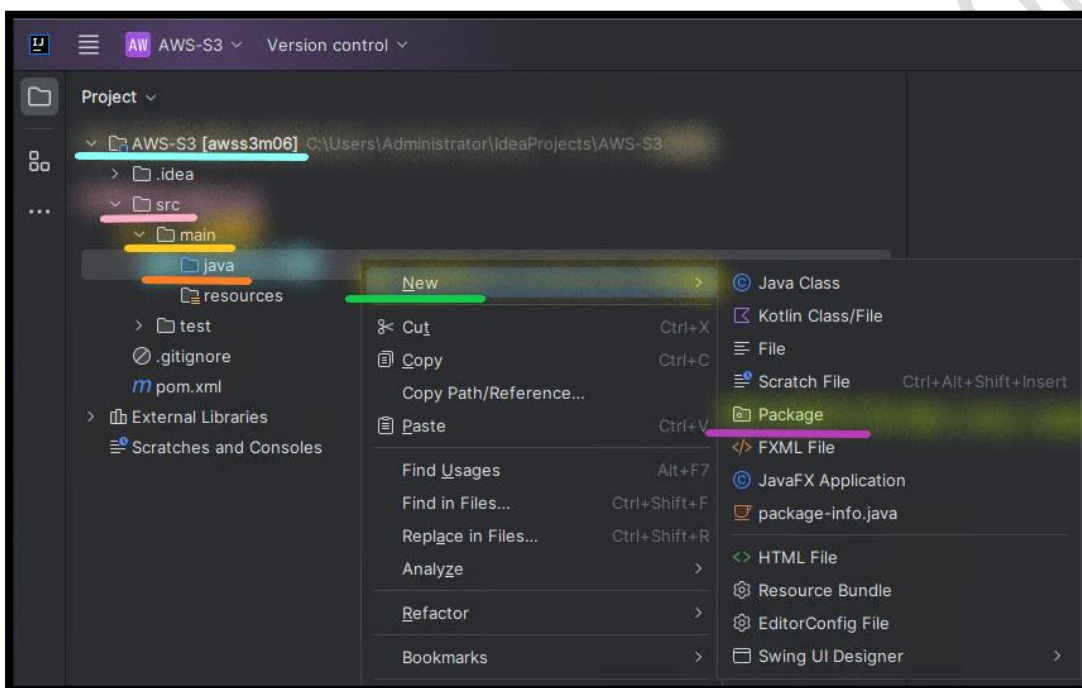 AW AWS-S3 Version control
Project
AWS-S3 [awss3m06] C:\Users\Administrator\IdeaProjects\AWS-S3
.idea
src
main
java
resources
test
.gitignore
m pom.xml
External Libraries
Scratches and Consoles
New
Cut Ctrl+X
Copy Ctrl+C
Copy Path/Reference...
Paste Ctrl+V
Find Usages Alt+F7
Find in Files... Ctrl+Shift+F
Replace in Files... Ctrl+Shift+R
Analyze
Refactor
Bookmarks
Java Class
Kotlin Class/File
File
Scratch File Ctrl+Alt+Shift+Insert
Package
FXML File
JavaFX Application
package-info.java
HTML File
Resource Bundle
EditorConfig File
Swing UI Designer